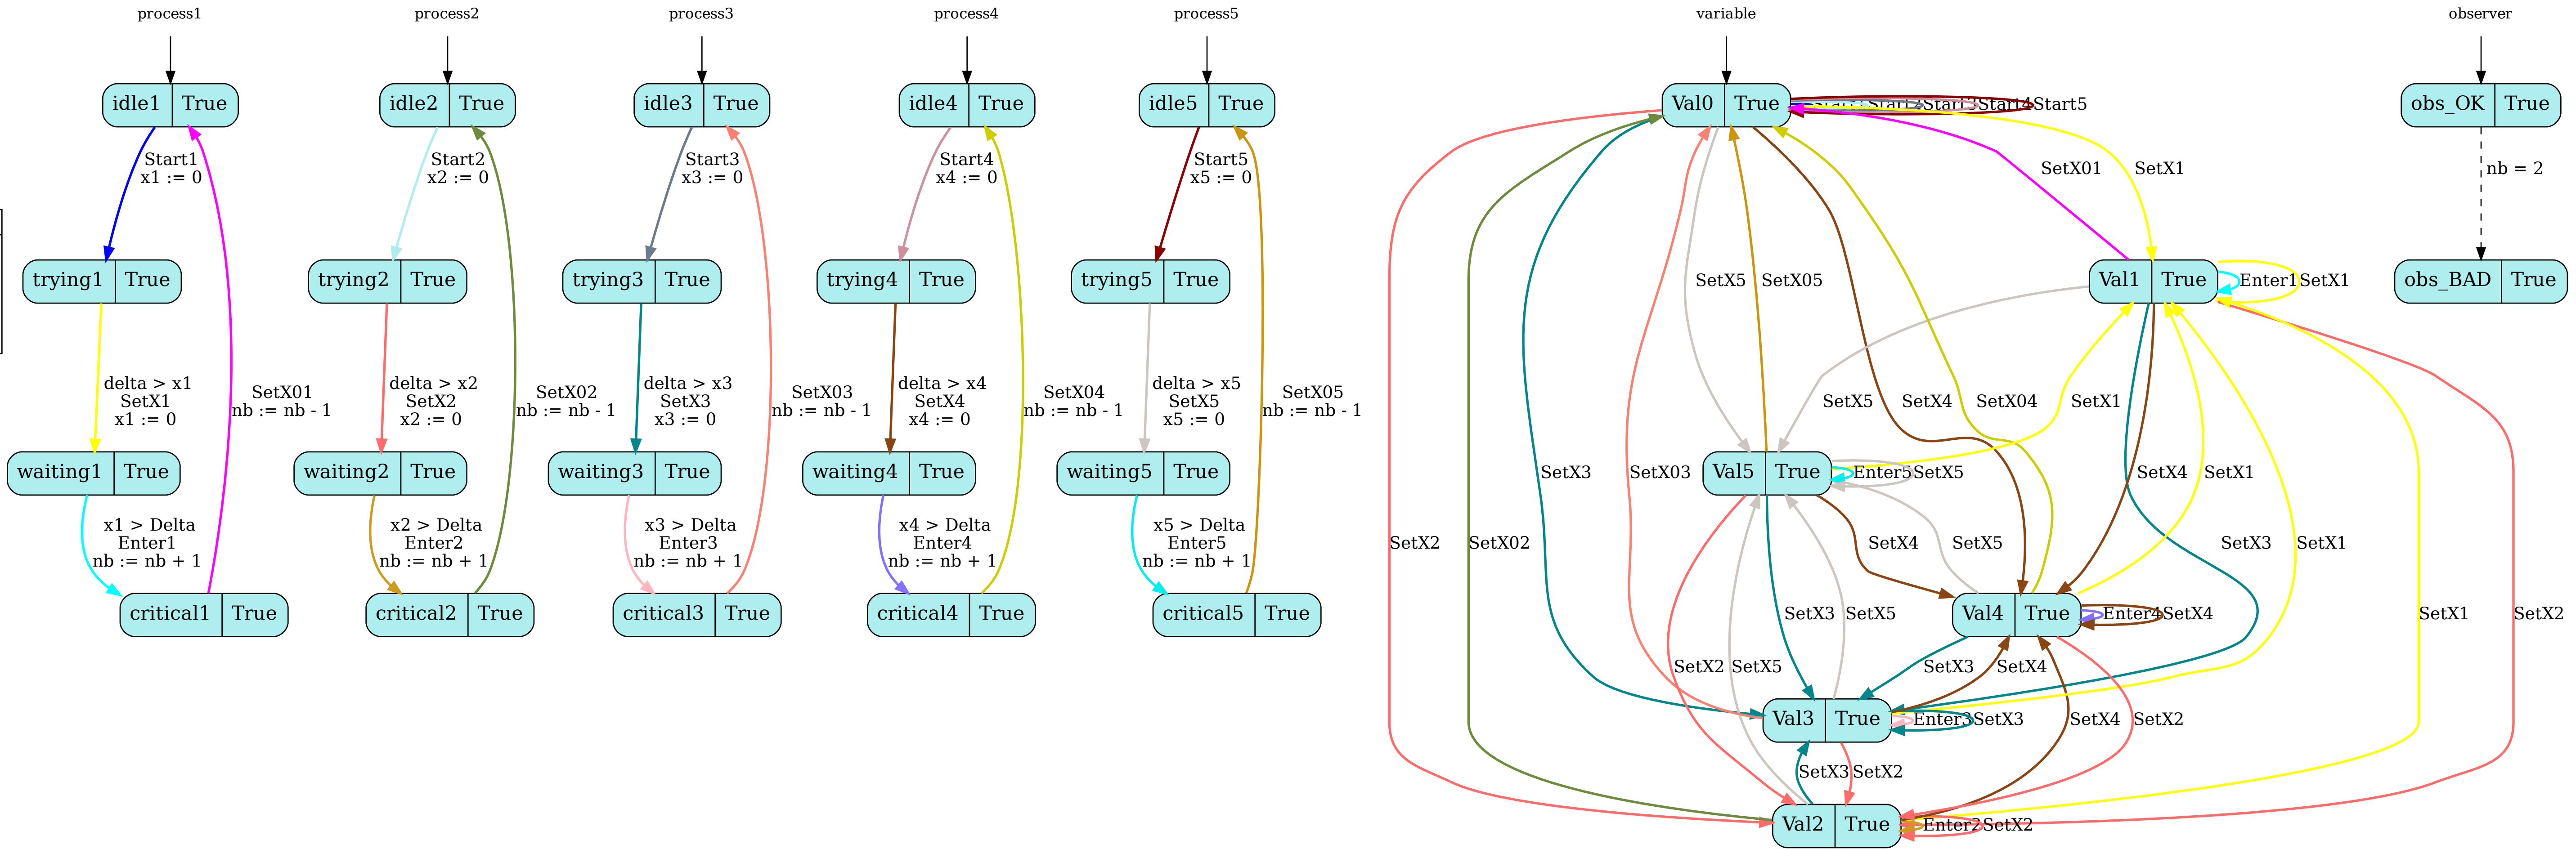 process1
process2
process3
process4
process5
variable
observer
idle1 True
idle2 True
idle3 True
idle4 True
idle5 True
Val0 True
Start1
Start2
Start3
Start4
Start5
obs_OK True
Start1
x1 := 0
Start2
x2 := 0
Start3
x3 := 0
Start4
x4 := 0
Start5
x5 := 0
SetX01
SetX1
nb = 2
trying1 True
trying2 True
trying3 True
trying4 True
trying5 True
SetX5
SetX05
Val1 True
Enter1
SetX1
obs_BAD True
delta > x1
SetX1
x1 := 0
SetX01
nb := nb - 1
delta > x2
SetX2
x2 := 0
SetX02
nb := nb - 1
delta > x3
SetX3
x3 := 0
SetX03
nb := nb - 1
delta > x4
SetX4
x4 := 0
SetX04
nb := nb - 1
delta > x5
SetX5
x5 := 0
SetX05
nb := nb - 1
SetX5
SetX4
SetX04
SetX1
waiting1 True
waiting2 True
waiting3 True
waiting4 True
waiting5 True
SetX3
SetX03
Val5 True
Enter5
SetX5
SetX4
SetX1
x1 > Delta
Enter1
nb := nb + 1
x2 > Delta
Enter2
nb := nb + 1
x3 > Delta
Enter3
nb := nb + 1
x4 > Delta
Enter4
nb := nb + 1
x5 > Delta
Enter5
nb := nb + 1
SetX2
SetX02
SetX4
SetX5
SetX3
SetX1
critical1 True
critical2 True
critical3 True
critical4 True
critical5 True
SetX3
SetX5
Val4 True
Enter4
SetX4
SetX1
SetX2
SetX2
SetX5
SetX3
SetX4
Val3 True
Enter3
SetX3
SetX4
SetX2
SetX3
SetX2
Val2 True
Enter2
SetX2